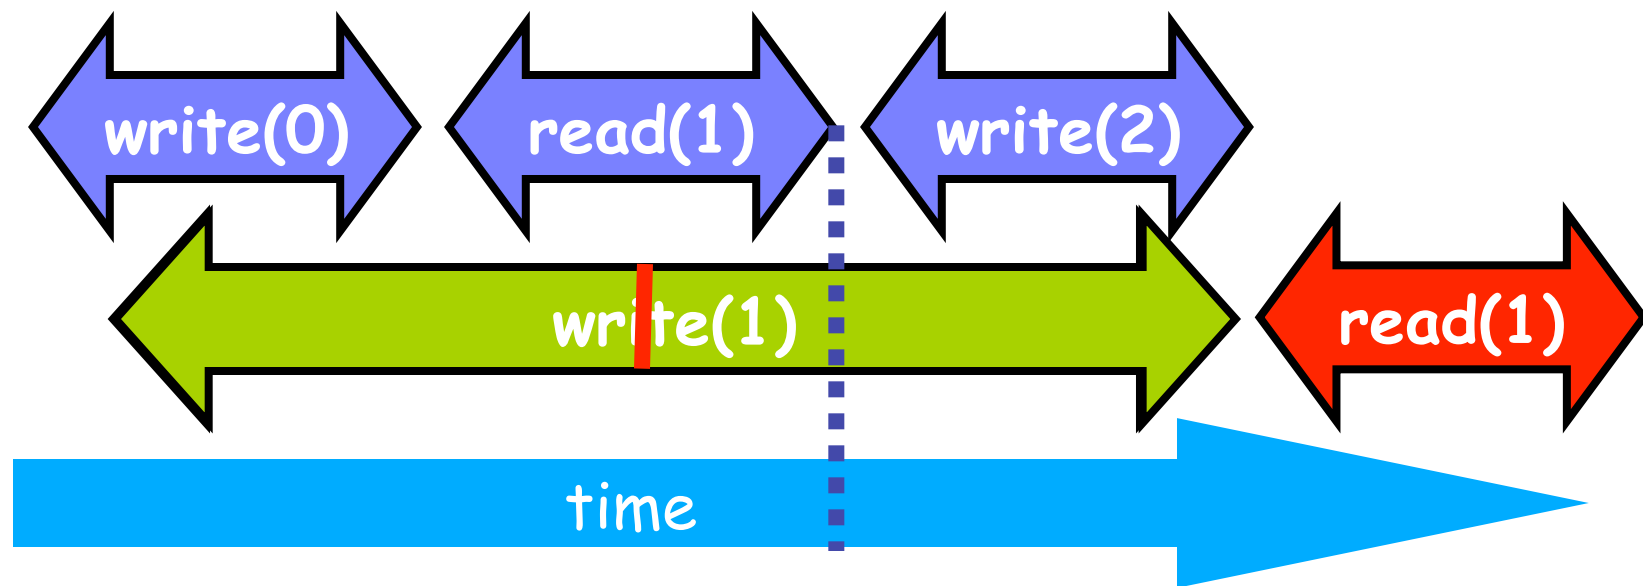 write(0) read(1) write(2)
write(1) read(1)
time